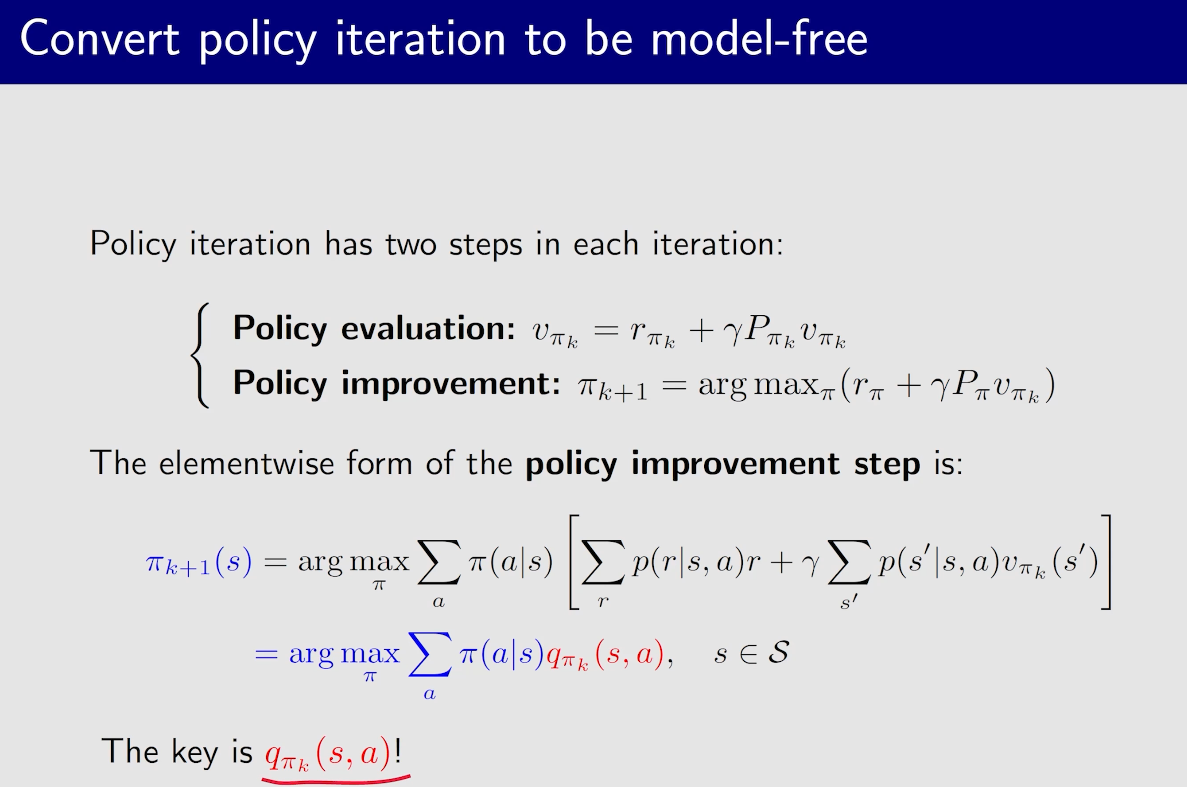 Convert policy iteration to be model-free
Policy iteration has two steps in each iteration:
Policy evaluation: $v_{\pi_k} = r_{\pi_k} + \gamma P_{\pi_k} v_{\pi_k}$
Policy improvement: $\pi_{k+1} = \arg\max_{\pi}(r_{\pi} + \gamma P_{\pi} v_{\pi_k})$
The elementwise form of the policy improvement step is:
$\pi_{k+1}(s) = \arg\max_{\pi} \sum_{a} \pi(a|s) \left[ \sum_{r} p(r|s,a)r + \gamma \sum_{s'} p(s'|s,a)v_{\pi_k}(s') \right]$
$= \arg\max_{\pi} \sum_{a} \pi(a|s) q_{\pi_k}(s,a), \quad s \in \mathcal{S}$
The key is $q_{\pi_k}(s,a)$!